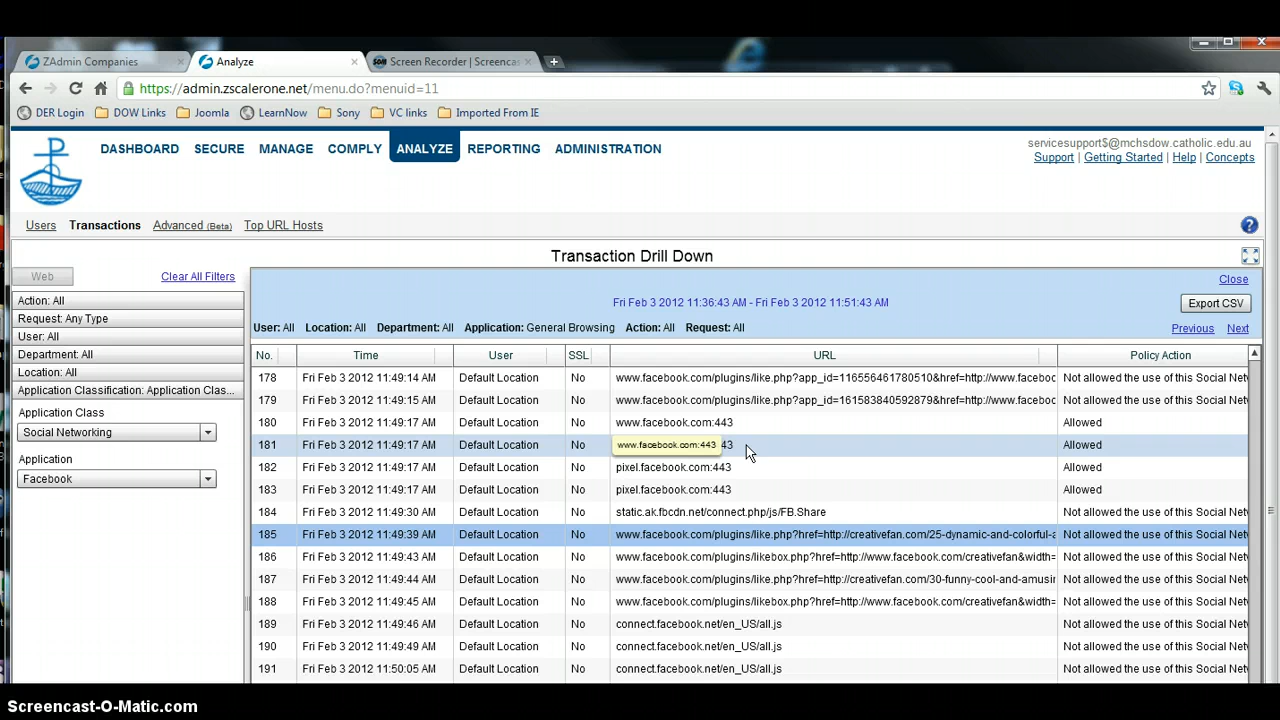 ZAdmin Companies
Analyze
Screen Recorder | Screencas
https://admin.zscalerone.net/menu.do?menuid=11
DER Login DOW Links Joomla LearnNow Sony VC links Imported From IE
DASHBOARD SECURE MANAGE COMPLY ANALYZE REPORTING ADMINISTRATION
servicesupport$@mchsdow.catholic.edu.au
Support | Getting Started | Help | Concepts
Users Transactions Advanced (Beta) Top URL Hosts
Transaction Drill Down
Web Clear All Filters
Close
Fri Feb 3 2012 11:36:43 AM - Fri Feb 3 2012 11:51:43 AM
Export CSV
User: All Location: All Department: All Application: General Browsing Action: All Request: All
Previous Next
Action: All
Request: Any Type
User: All
Department: All
Location: All
Application Classification: Application Clas...
Application Class
Social Networking
Application
Facebook
No. Time User SSL URL Policy Action
178 Fri Feb 3 2012 11:49:14 AM Default Location No www.facebook.com/plugins/like.php?app_id=116556461780510&href=http://www.faceboc Not allowed the use of this Social Net
179 Fri Feb 3 2012 11:49:15 AM Default Location No www.facebook.com/plugins/like.php?app_id=161583840592879&href=http://www.faceboc Not allowed the use of this Social Net
180 Fri Feb 3 2012 11:49:17 AM Default Location No www.facebook.com:443 Allowed
181 Fri Feb 3 2012 11:49:17 AM Default Location No www.facebook.com:443 43 Allowed
182 Fri Feb 3 2012 11:49:17 AM Default Location No pixel.facebook.com:443 Allowed
183 Fri Feb 3 2012 11:49:17 AM Default Location No pixel.facebook.com:443 Allowed
184 Fri Feb 3 2012 11:49:30 AM Default Location No static.ak.fbcdn.net/connect.php/js/FB.Share Not allowed the use of this Social Net
185 Fri Feb 3 2012 11:49:39 AM Default Location No www.facebook.com/plugins/like.php?href=http://creativefan.com/25-dynamic-and-colorful-a Not allowed the use of this Social Net
186 Fri Feb 3 2012 11:49:43 AM Default Location No www.facebook.com/plugins/likebox.php?href=http://www.facebook.com/creativefan&width= Not allowed the use of this Social Net
187 Fri Feb 3 2012 11:49:44 AM Default Location No www.facebook.com/plugins/like.php?href=http://creativefan.com/30-funny-cool-and-amusin Not allowed the use of this Social Net
188 Fri Feb 3 2012 11:49:45 AM Default Location No www.facebook.com/plugins/likebox.php?href=http://www.facebook.com/creativefan&width= Not allowed the use of this Social Net
189 Fri Feb 3 2012 11:49:46 AM Default Location No connect.facebook.net/en_US/all.js Not allowed the use of this Social Net
190 Fri Feb 3 2012 11:49:49 AM Default Location No connect.facebook.net/en_US/all.js Not allowed the use of this Social Net
191 Fri Feb 3 2012 11:50:05 AM Default Location No connect.facebook.net/en_US/all.js Not allowed the use of this Social Net
Screencast-O-Matic.com